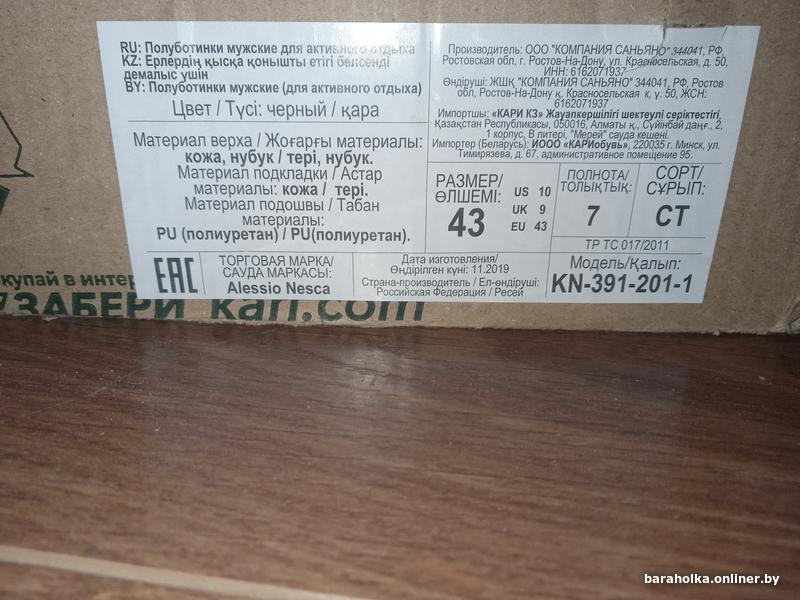 RU: Полуботинки мужские для активного отдыха
KZ: Ерлердің қысқа қонышты етігі белсенді
демалыс үшін
BY: Полуботинки мужские (для активного отдыха)
Цвет / Түсі: черный / қара
Материал верха / Жоғарғы материалы:
кожа, нубук / тері, нубук.
Материал подкладки / Астар
материалы: кожа / тері.
Материал подошвы / Табан
материалы:
PU (полиуретан) / PU(полиуретан).
Производитель: ООО "КОМПАНИЯ САНЬЯНО" 344041, РФ,
Ростовская обл, г. Ростов-На-Дону, ул. Красносельская, д. 50,
ИНН: 6162071937
Өндіруші: ЖШҚ "КОМПАНИЯ САНЬЯНО" 344041, РФ, Ростов
обл, Ростов-На-Дону қ, Красносельская к, ү. 50, ЖСН:
6162071937
Импортшы: «КАРИ КЗ» Жауапкершілігі шектеулі серіктестігі,
Қазақстан Республикасы, 050016, Алматы қ., Сүйінбай даңғ., 2,
1 корпус, В литері, "Мерей" сауда кешені.
Импортер (Беларусь): ИООО «КАРИобувь», 220035 г. Минск, ул.
Тимирязева, д. 67, административное помещение 95.
РАЗМЕР/
ӨЛШЕМІ:
43
US 10
UK 9
EU 43
ПОЛНОТА/
ТОЛЫҚТЫҚ:
7
СОРТ/
СҰРЫП:
СТ
ТР ТС 017/2011
EAC
ТОРГОВАЯ МАРКА/
САУДА МАРКАСЫ:
Alessio Nesca
Дата изготовления/
Өндірілген күні: 11.2019
Страна-производитель / Ел-өндіруші:
Российская Федерация / Ресей
Модель/Қалып:
KN-391-201-1
купай в интер
ЗАБЕРИ kari.com
baraholka.onliner.by